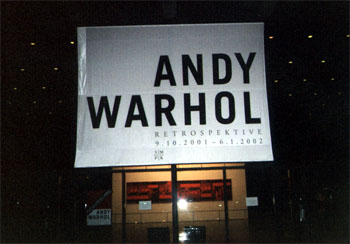 ANDY
WARHOL
RETROSPEKTIVE
9.10.2001 – 6.1.2002
ANDY
WARHOL